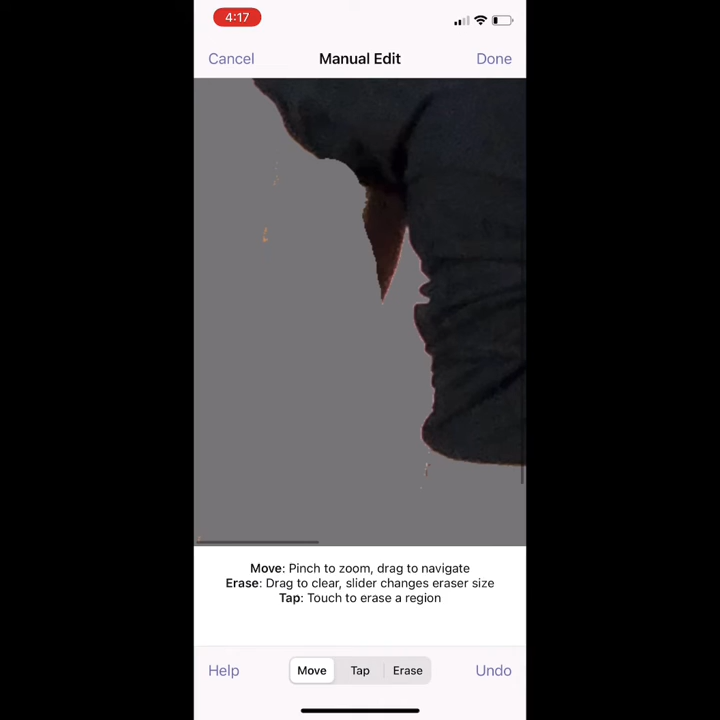 4:17
Cancel Manual Edit Done
Move: Pinch to zoom, drag to navigate
Erase: Drag to clear, slider changes eraser size
Tap: Touch to erase a region
Help Move Tap Erase Undo